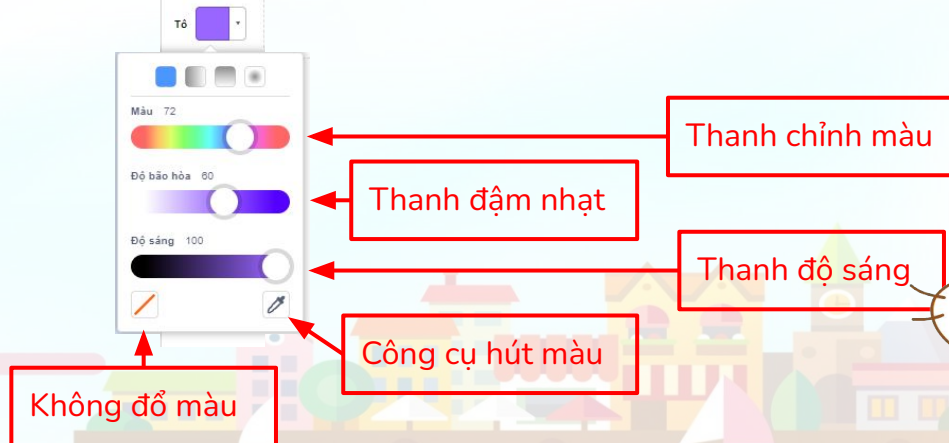 Tô
Màu 72
Thanh chỉnh màu
Độ bão hòa 60
Thanh đậm nhạt
Độ sáng 100
Thanh độ sáng
Công cụ hút màu
Không đổ màu